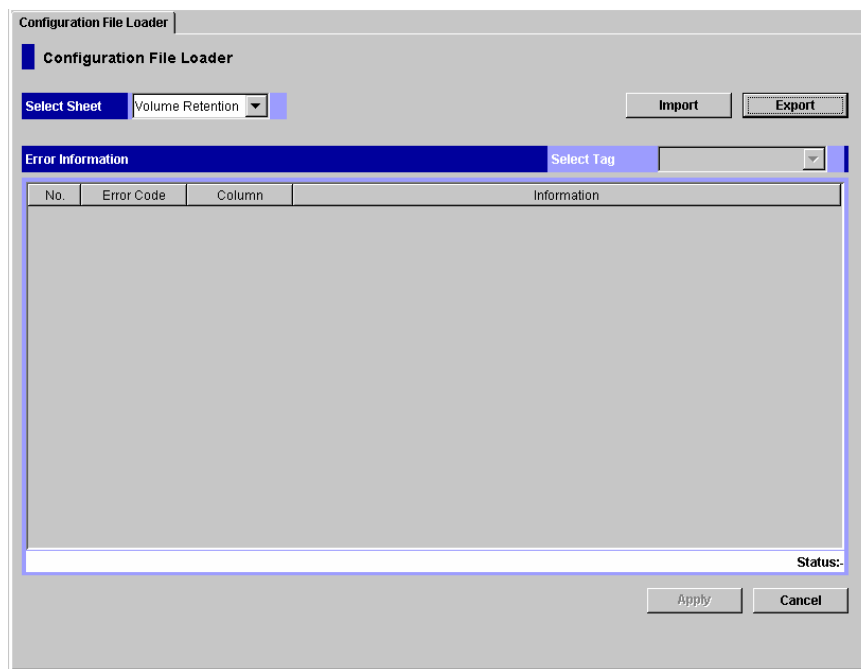 Configuration File Loader
Configuration File Loader
Select Sheet Volume Retention Import Export
Error Information Select Tag
No. Error Code Column Information
Status:-
Apply Cancel